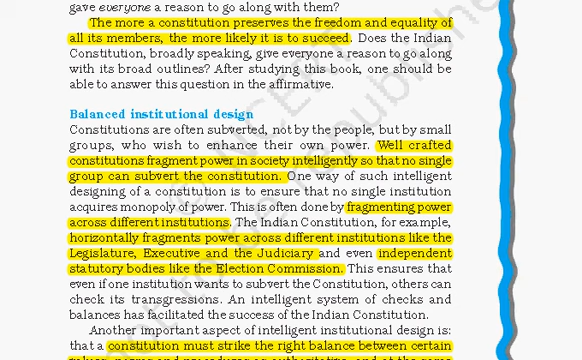 gave everyone a reason to go along with them?
The more a constitution preserves the freedom and equality of
all its members, the more likely it is to succeed. Does the Indian
Constitution, broadly speaking, give everyone a reason to go along
with its broad outlines? After studying this book, one should be
able to answer this question in the affirmative.
Balanced institutional design
Constitutions are often subverted, not by the people, but by small
groups, who wish to enhance their own power. Well crafted
constitutions fragment power in society intelligently so that no single
group can subvert the constitution. One way of such intelligent
designing of a constitution is to ensure that no single institution
acquires monopoly of power. This is often done by fragmenting power
across different institutions. The Indian Constitution, for example,
horizontally fragments power across different institutions like the
Legislature, Executive and the Judiciary and even independent
statutory bodies like the Election Commission. This ensures that
even if one institution wants to subvert the Constitution, others can
check its transgressions. An intelligent system of checks and
balances has facilitated the success of the Indian Constitution.
Another important aspect of intelligent institutional design is:
that a constitution must strike the right balance between certain